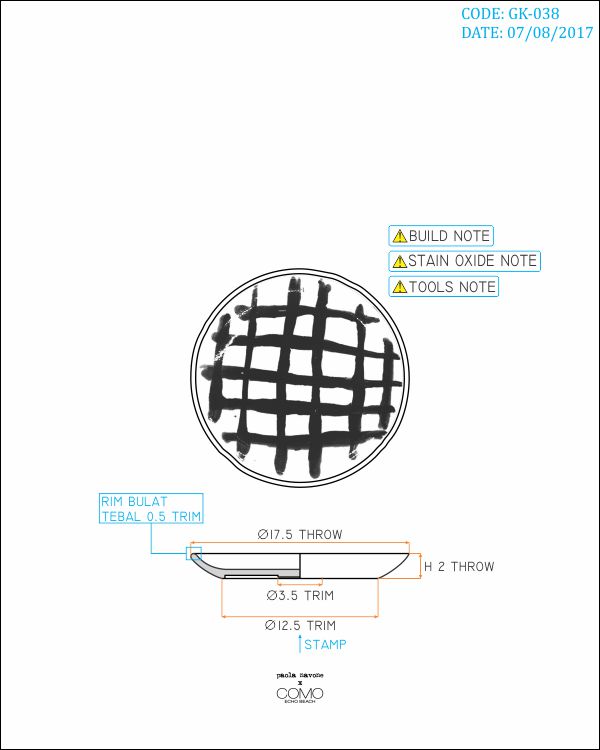 CODE: GK-038
DATE: 07/08/2017
BUILD NOTE
STAIN OXIDE NOTE
TOOLS NOTE
RIM BULAT
TEBAL 0.5 TRIM
Ø17.5 THROW
H 2 THROW
Ø3.5 TRIM
Ø12.5 TRIM
STAMP
paola navone
x
COMO
ECHO BEACH